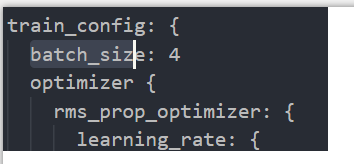 train_config: {
batch_size: 4
optimizer {
rms_prop_optimizer: {
learning_rate: {